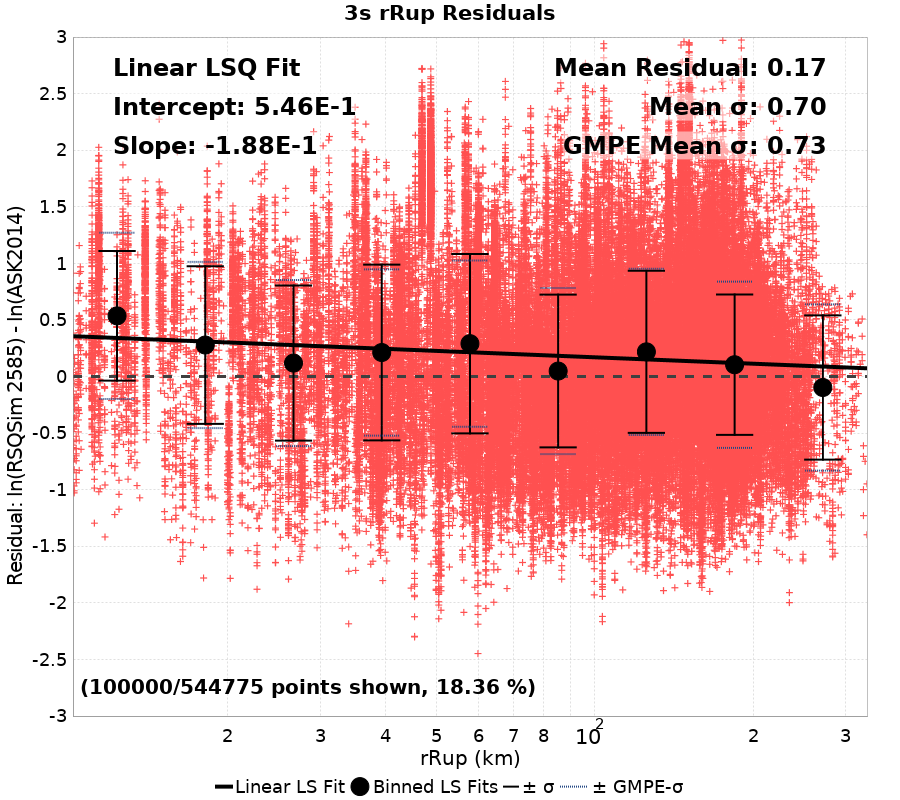 3s rRup Residuals
Linear LSQ Fit
Intercept: 5.46E-1
Slope: -1.88E-1
Mean Residual: 0.17
Mean σ: 0.70
GMPE Mean σ: 0.73
3
2.5
2
1.5
1
0.5
0
-0.5
-1
-1.5
-2
-2.5
-3
Residual: ln(RSQSim 2585) - ln(ASK2014)
(100000/544775 points shown, 18.36 %)
2 3 4 5 6 7 8 10² 2 3
rRup (km)
Linear LS Fit Binned LS Fits ± σ ± GMPE-σ